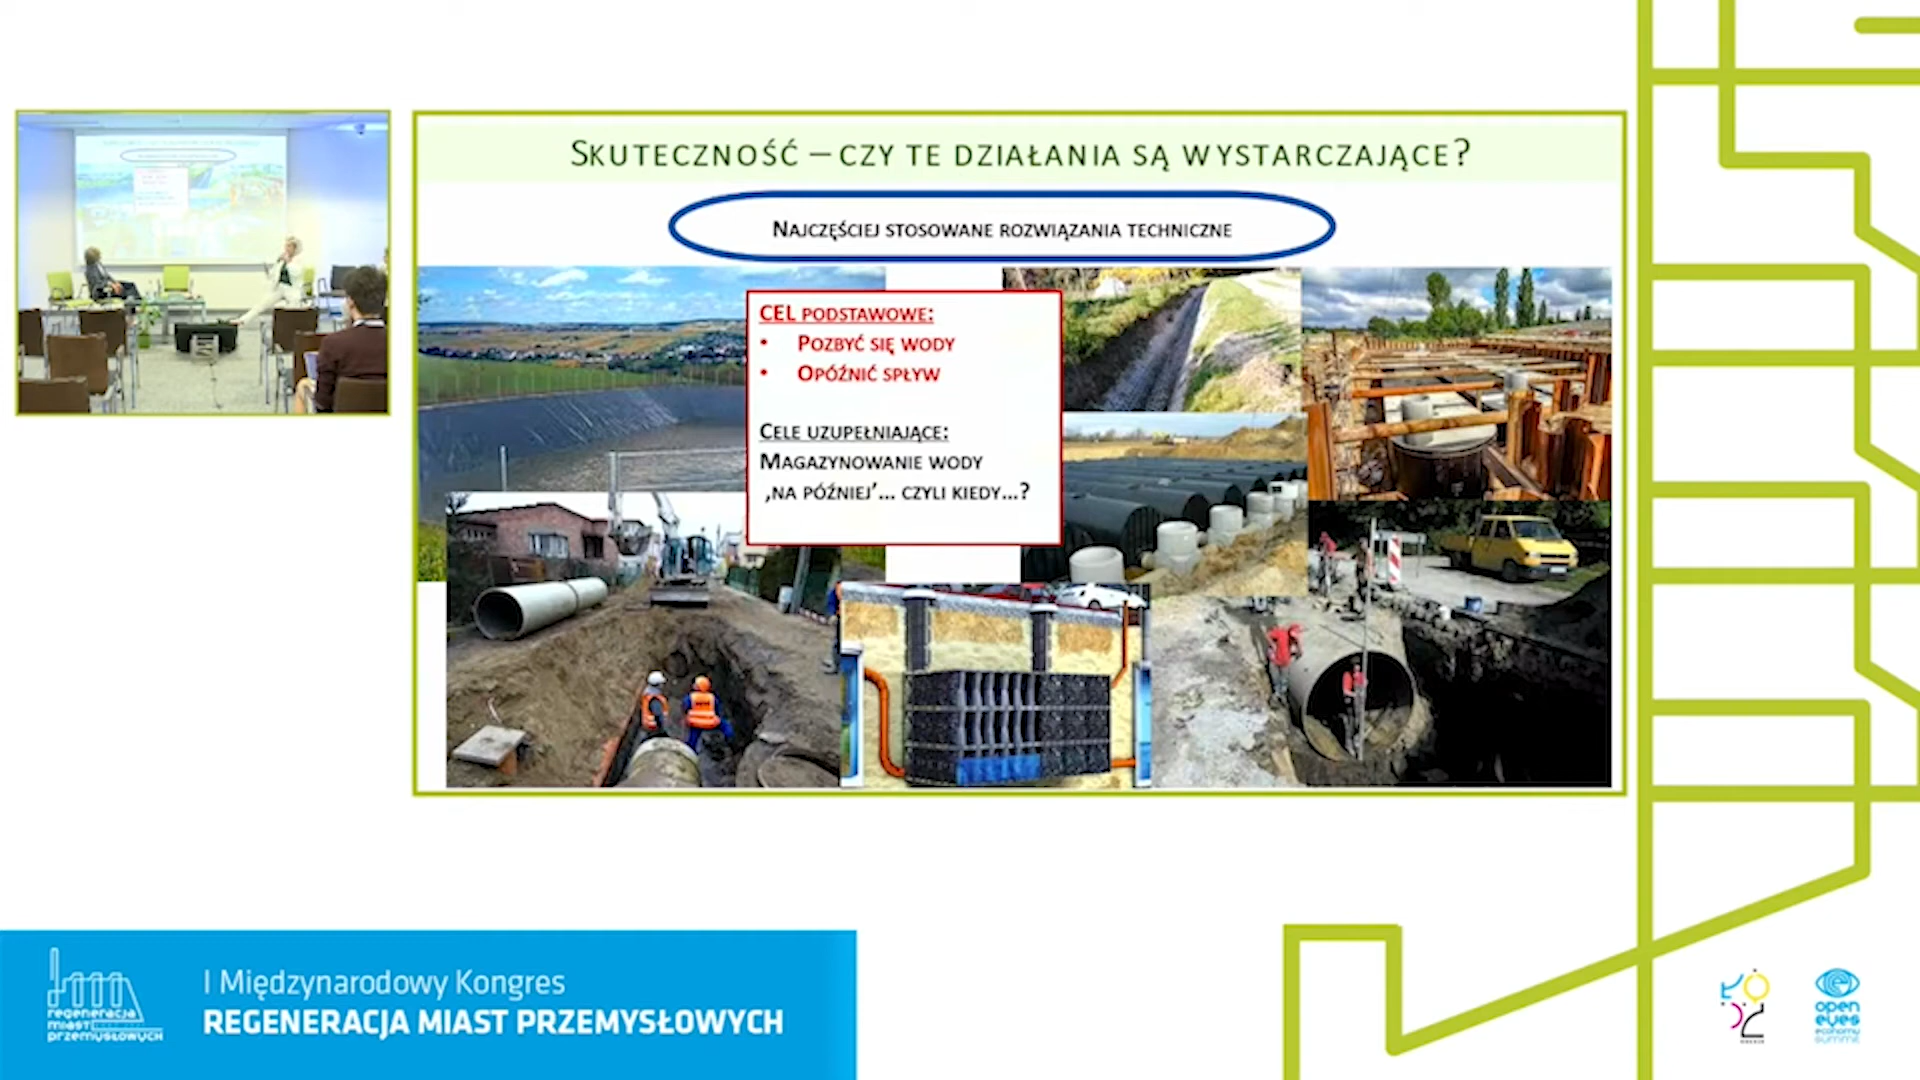 SKUTECZNOŚĆ – CZY TE DZIAŁANIA SĄ WYSTARCZAJĄCE?
NAJCZĘŚCIEJ STOSOWANE ROZWIĄZANIA TECHNICZNE
CEL PODSTAWOWE:
• POZBYĆ SIĘ WODY
• OPÓŹNIĆ SPŁYW
CELE UZUPEŁNIAJĄCE:
MAGAZYNOWANIE WODY
‚NA PÓŹNIEJ’... CZYLI KIEDY...?
I Międzynarodowy Kongres
REGENERACJA MIAST PRZEMYSŁOWYCH
regeneracja
miast
przemysłowych
open
eyes
economy
summit